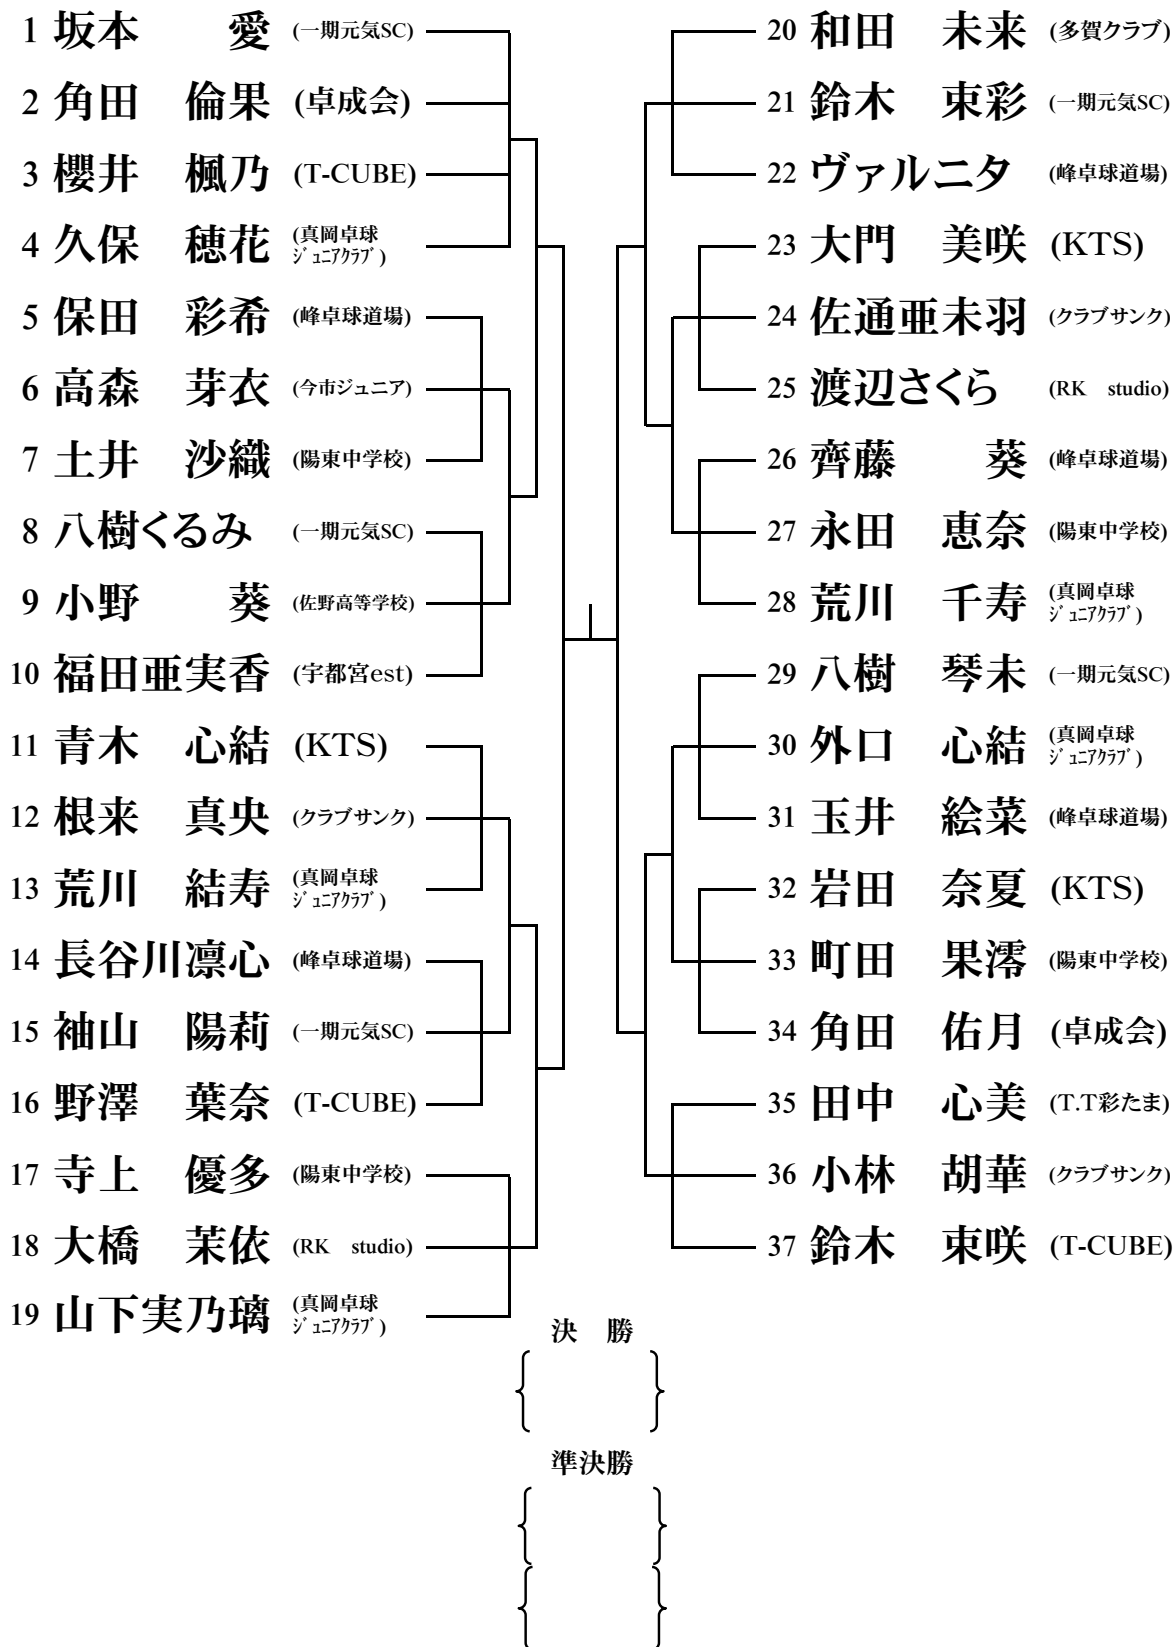 1 坂本 愛 (一期元気SC)
2 角田 倫果 (卓成会)
3 櫻井 楓乃 (T-CUBE)
4 久保 穂花 (真岡卓球
ｼﾞｭﾆｱｸﾗﾌﾞ)
5 保田 彩希 (峰卓球道場)
6 高森 芽衣 (今市ジュニア)
7 土井 沙織 (陽東中学校)
8 八樹くるみ (一期元気SC)
9 小野 葵 (佐野高等学校)
10 福田亜実香 (宇都宮est)
11 青木 心結 (KTS)
12 根来 真央 (クラブサンク)
13 荒川 結寿 (真岡卓球
ｼﾞｭﾆｱｸﾗﾌﾞ)
14 長谷川凛心 (峰卓球道場)
15 袖山 陽莉 (一期元気SC)
16 野澤 葉奈 (T-CUBE)
17 寺上 優多 (陽東中学校)
18 大橋 茉依 (RK studio)
19 山下実乃璃 (真岡卓球
ｼﾞｭﾆｱｸﾗﾌﾞ)
20 和田 未来 (多賀クラブ)
21 鈴木 束彩 (一期元気SC)
22 ヴァルニタ (峰卓球道場)
23 大門 美咲 (KTS)
24 佐通亜未羽 (クラブサンク)
25 渡辺さくら (RK studio)
26 齊藤 葵 (峰卓球道場)
27 永田 恵奈 (陽東中学校)
28 荒川 千寿 (真岡卓球
ｼﾞｭﾆｱｸﾗﾌﾞ)
29 八樹 琴未 (一期元気SC)
30 外口 心結 (真岡卓球
ｼﾞｭﾆｱｸﾗﾌﾞ)
31 玉井 絵菜 (峰卓球道場)
32 岩田 奈夏 (KTS)
33 町田 果澪 (陽東中学校)
34 角田 佑月 (卓成会)
35 田中 心美 (T.T彩たま)
36 小林 胡華 (クラブサンク)
37 鈴木 束咲 (T-CUBE)
決 勝
準決勝